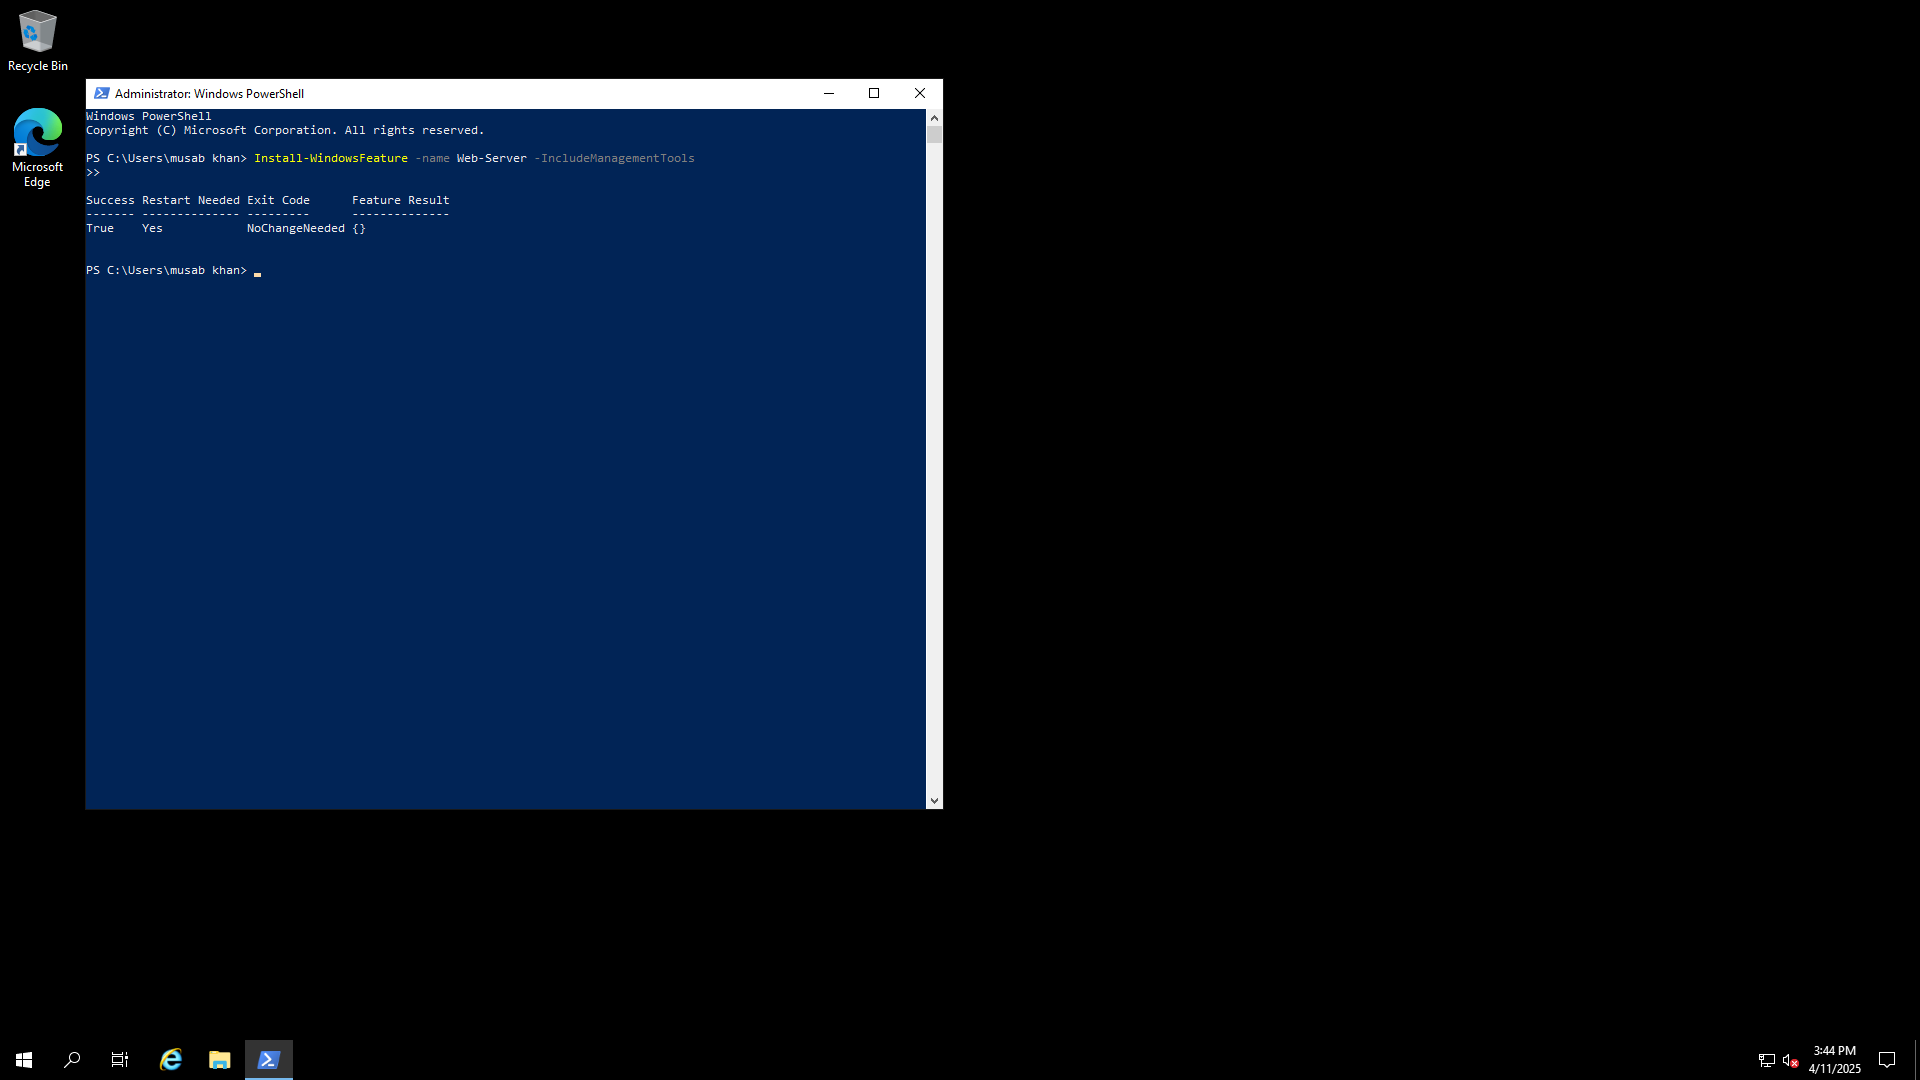 Recycle Bin
Microsoft
Edge
Administrator: Windows PowerShell
Windows PowerShell
Copyright (C) Microsoft Corporation. All rights reserved.
PS C:\Users\musab khan> Install-WindowsFeature -name Web-Server -IncludeManagementTools
>>
Success Restart Needed Exit Code      Feature Result
------- -------------- ---------      --------------
True    Yes            NoChangeNeeded {}
PS C:\Users\musab khan>
3:44 PM
4/11/2025